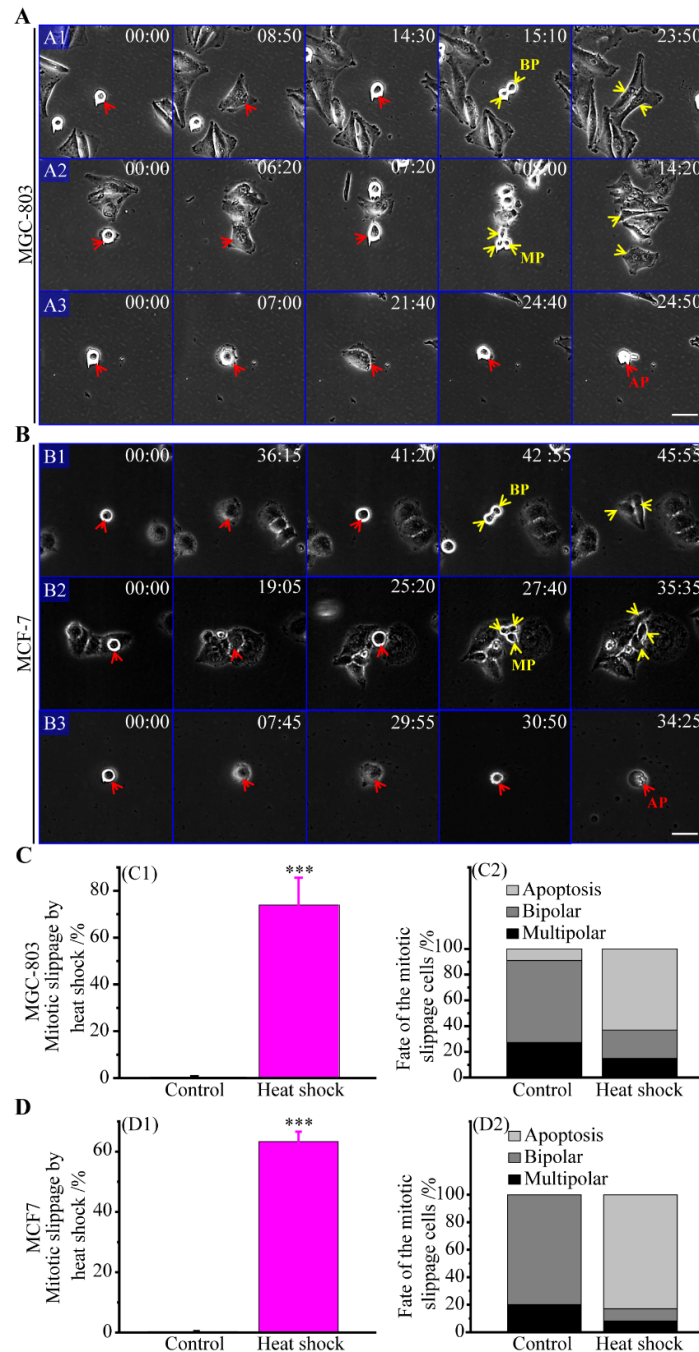 A
A1 00:00 08:50 14:30 15:10 23:50
BP
A2 00:00 06:20 07:20 14:20
MP
MGC-803
A3 00:00 07:00 21:40 24:40 24:50
AP
B
B1 00:00 36:15 41:20 42 :55 45:55
BP
B2 00:00 19:05 25:20 27:40 35:35
MP
MCF-7
B3 00:00 07:45 29:55 30:50 34:25
AP
C
(C1)
***
MGC-803
Mitotic slippage by
heat shock /%
80
60
40
20
0
Control Heat shock
(C2)
Apoptosis
Bipolar
Multipolar
Fate of the mitotic
slippage cells /%
100
80
60
40
20
0
Control Heat shock
D
(D1)
***
MCF7
Mitotic slippage by
heat shock /%
60
40
20
0
Control Heat shock
(D2)
Apoptosis
Bipolar
Multipolar
Fate of the mitotic
slippage cells /%
100
80
60
40
20
0
Control Heat shock